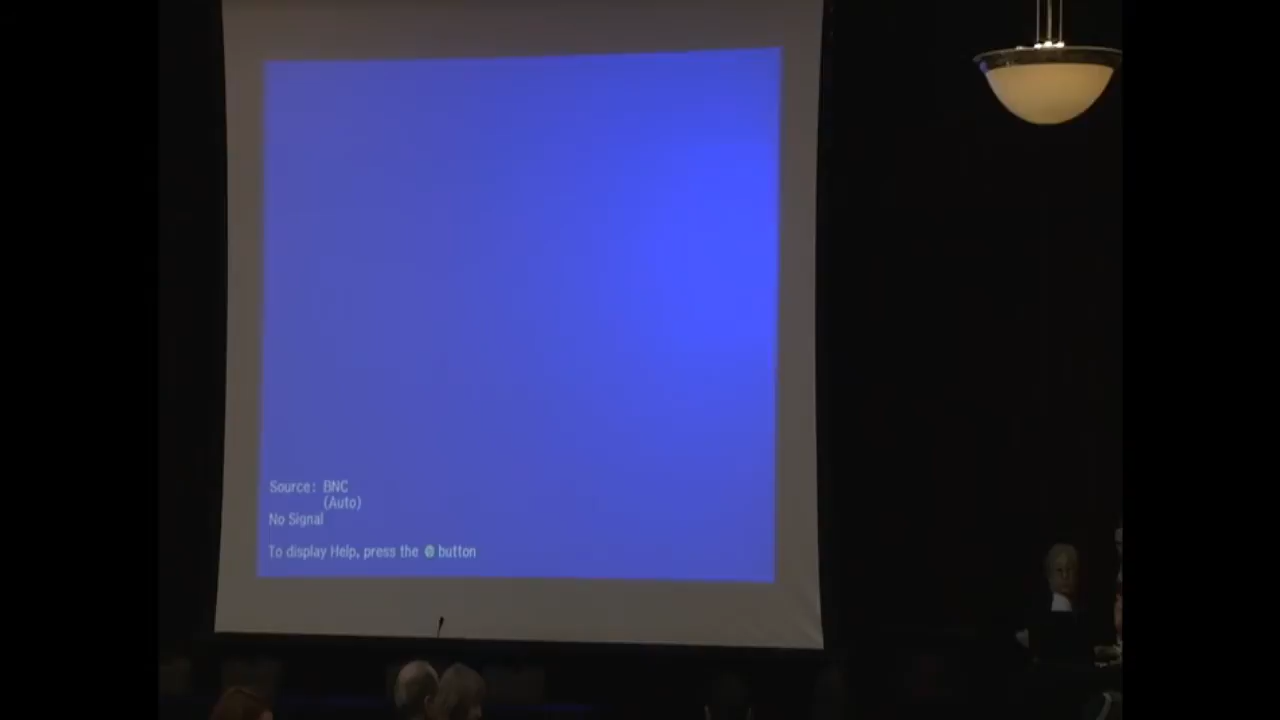 Source: BNC
(Auto)
No Signal
To display Help, press the button